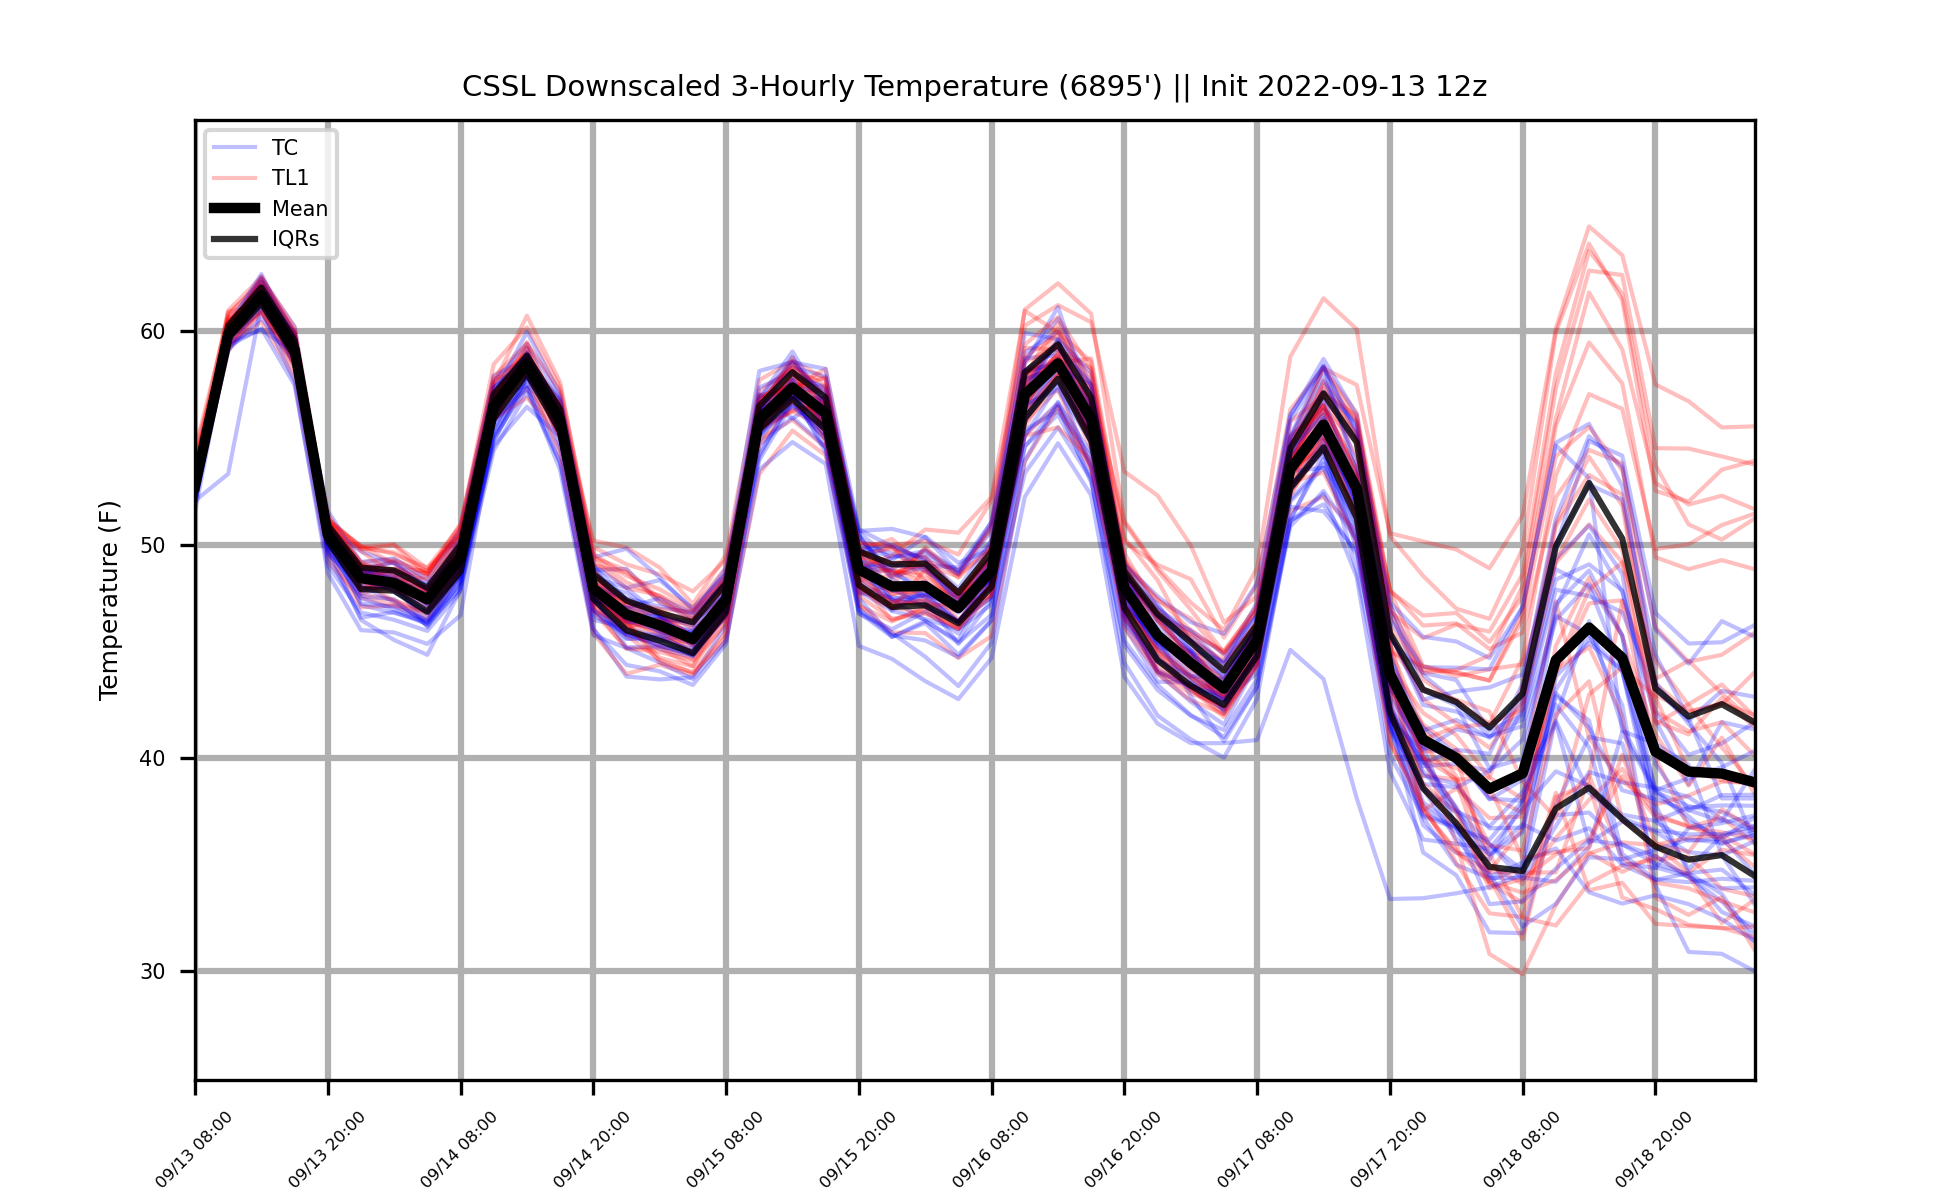 CSSL Downscaled 3-Hourly Temperature (6895') || Init 2022-09-13 12z
TC
TL1
Mean
IQRs
Temperature (F)
60
50
40
30
09/13 08:00
09/13 20:00
09/14 08:00
09/14 20:00
09/15 08:00
09/15 20:00
09/16 08:00
09/16 20:00
09/17 08:00
09/17 20:00
09/18 08:00
09/18 20:00